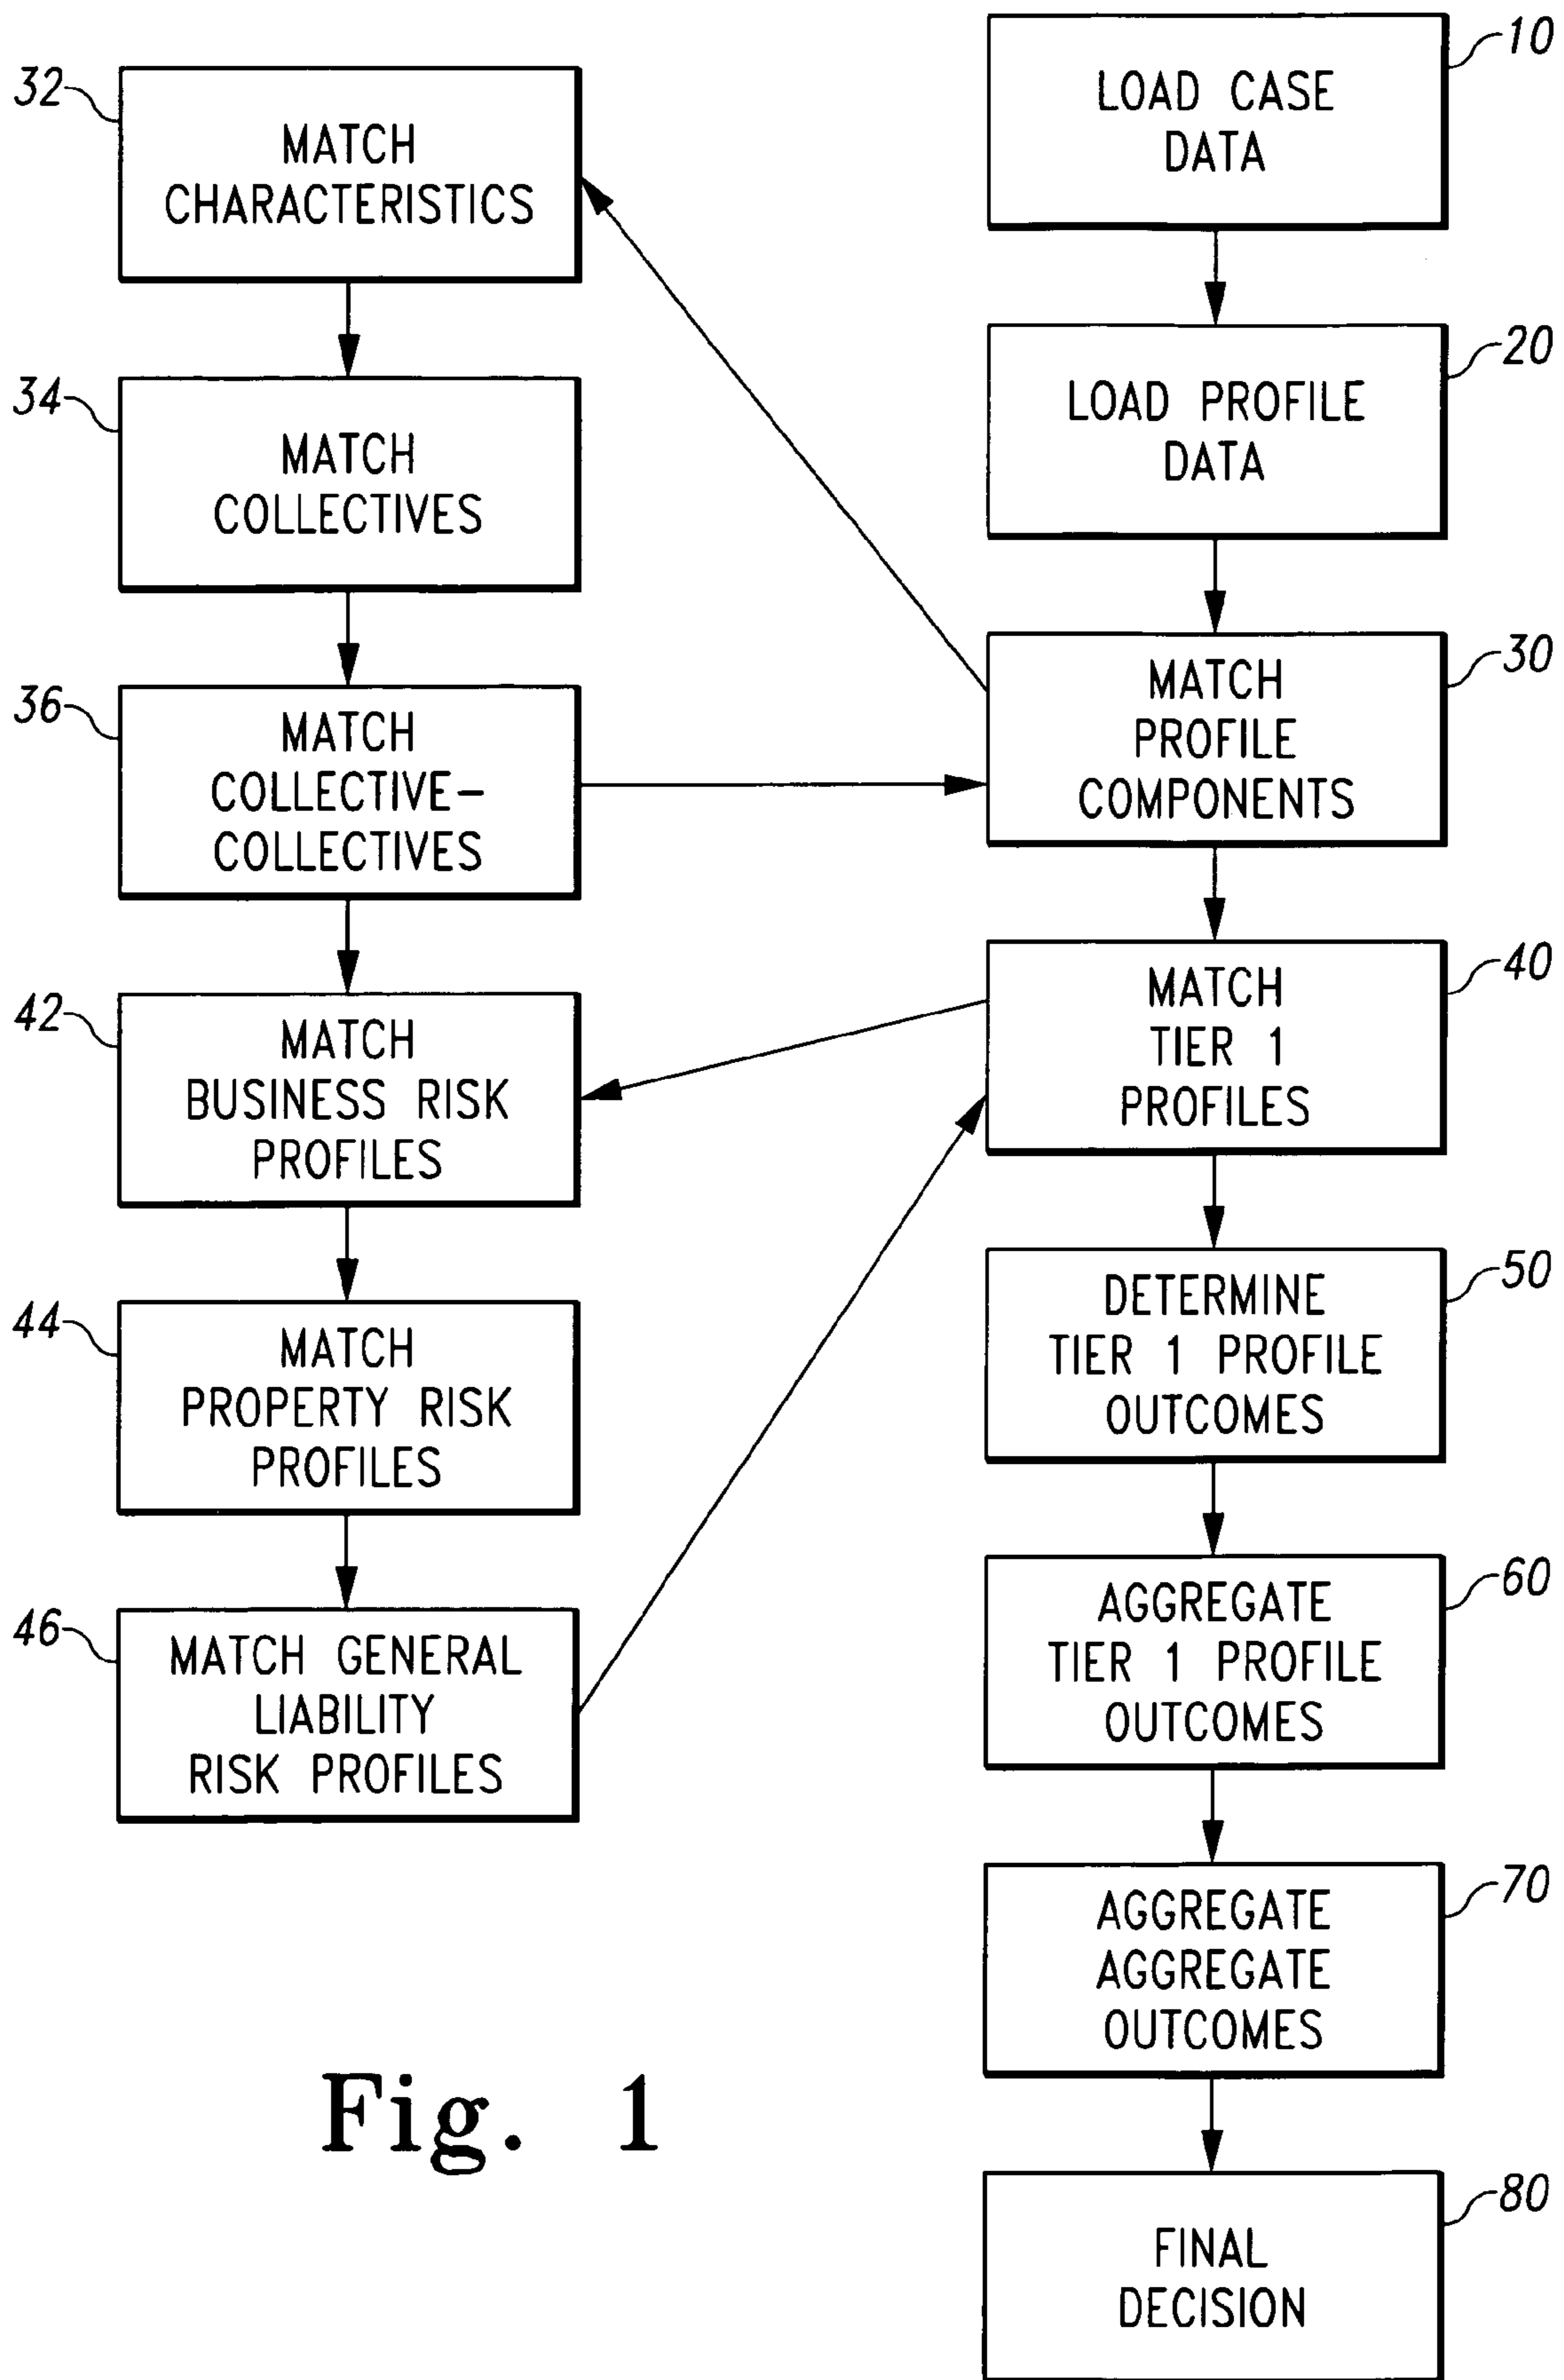 32
MATCH
CHARACTERISTICS
34
MATCH
COLLECTIVES
36
MATCH
COLLECTIVE-
COLLECTIVES
42
MATCH
BUSINESS RISK
PROFILES
44
MATCH
PROPERTY RISK
PROFILES
46
MATCH GENERAL
LIABILITY
RISK PROFILES
10
LOAD CASE
DATA
20
LOAD PROFILE
DATA
30
MATCH
PROFILE
COMPONENTS
40
MATCH
TIER 1
PROFILES
50
DETERMINE
TIER 1 PROFILE
OUTCOMES
60
AGGREGATE
TIER 1 PROFILE
OUTCOMES
70
AGGREGATE
AGGREGATE
OUTCOMES
80
FINAL
DECISION
Fig. 1